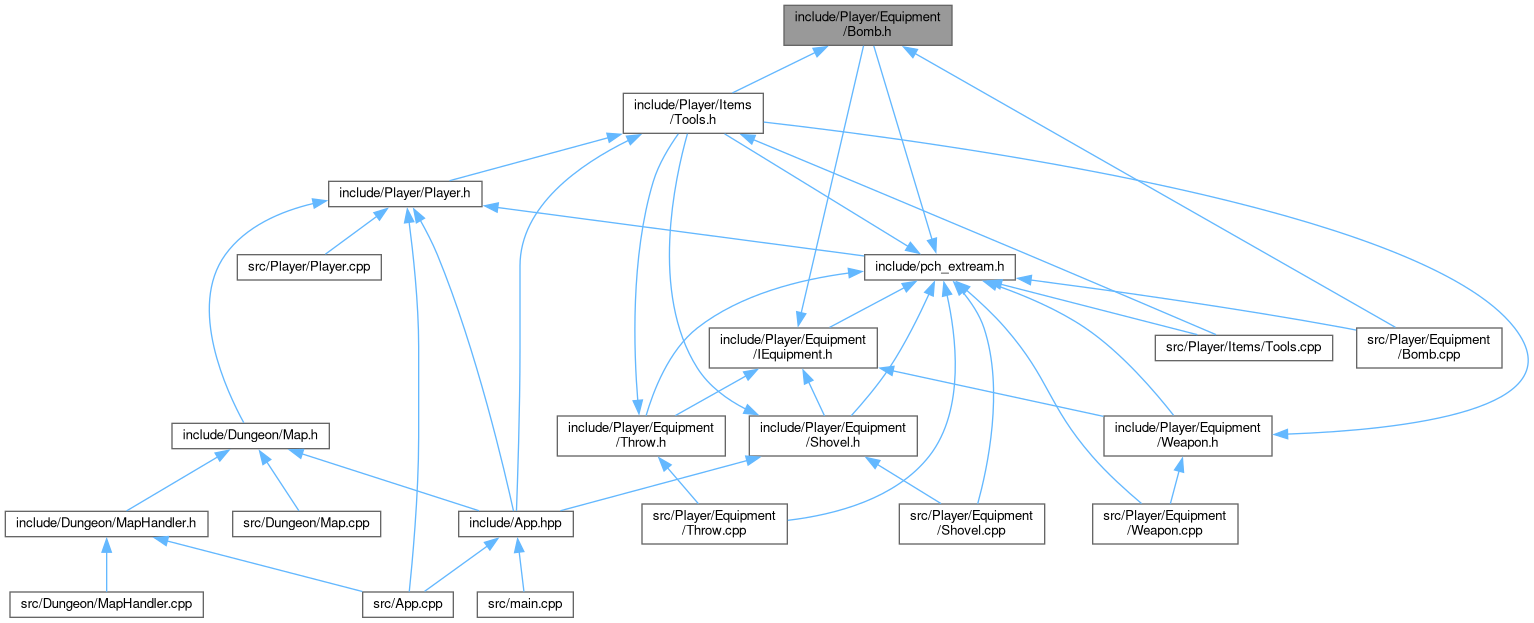 include/Player/Equipment
/Bomb.h
include/Player/Items
/Tools.h
include/Player/Player.h
src/Player/Player.cpp
include/pch_extream.h
include/Player/Equipment
/IEquipment.h
src/Player/Items/Tools.cpp
src/Player/Equipment
/Bomb.cpp
include/Dungeon/Map.h
include/Player/Equipment
/Throw.h
include/Player/Equipment
/Shovel.h
include/Player/Equipment
/Weapon.h
include/Dungeon/MapHandler.h
src/Dungeon/Map.cpp
include/App.hpp
src/Player/Equipment
/Throw.cpp
src/Player/Equipment
/Shovel.cpp
src/Player/Equipment
/Weapon.cpp
src/Dungeon/MapHandler.cpp
src/App.cpp
src/main.cpp